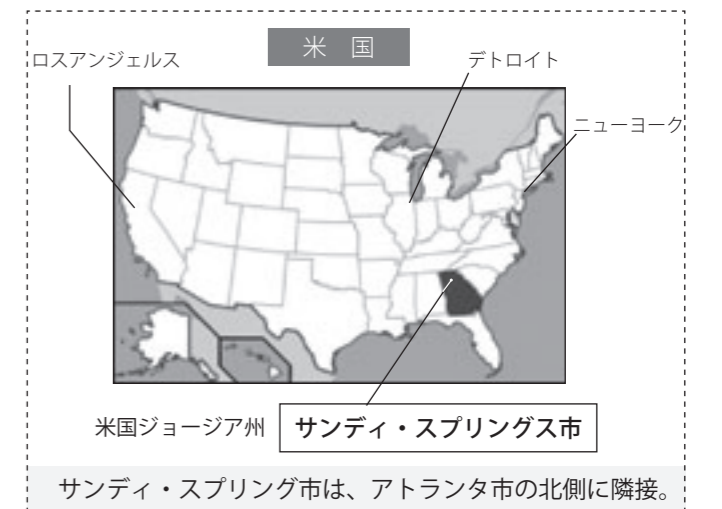 米 国
ロスアンジェルス
デトロイト
ニューヨーク
米国ジョージア州 サンディ・スプリングス市
サンディ・スプリング市は、アトランタ市の北側に隣接。